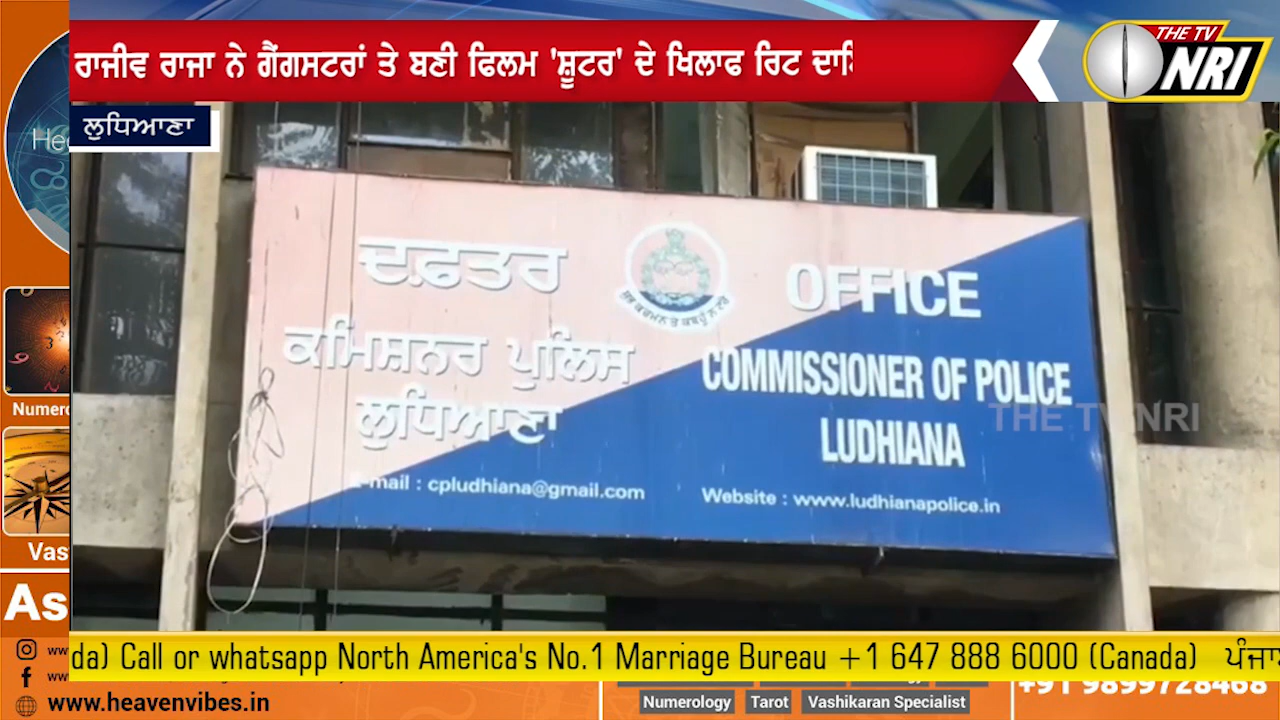 ਰਾਜੀਵ ਰਾਜਾ ਨੇ ਗੈਂਗਸਟਰਾਂ ਤੇ ਬਣੀ ਫਿਲਮ 'ਸ਼ੂਟਰ' ਦੇ ਖਿਲਾਫ ਰਿਟ
THE TV
NRI
ਲੁਧਿਆਣਾ
ਦਫ਼ਤਰ
ਕਮਿਸ਼ਨਰ ਪੁਲਿਸ
ਲੁਧਿਆਣਾ
E-mail : cpludhiana@gmail.com
OFFICE
COMMISSIONER OF POLICE
LUDHIANA
Website : www.ludhianapolice.in
THE TV NRI
Call or whatsapp North America's No.1 Marriage Bureau +1 647 888 6000 (Canada)
www.heavenvibes.in
Numerology
Tarot
Vashikaran Specialist
+91 9899728468